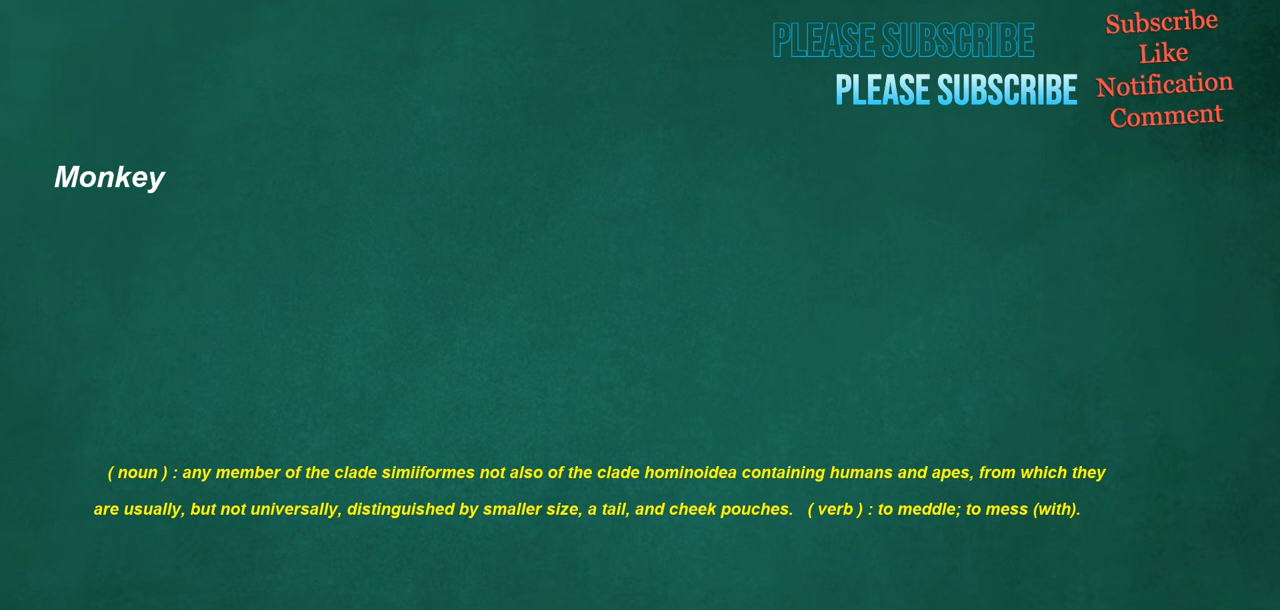 PLEASE SUBSCRIBE
PLEASE SUBSCRIBE
Subscribe
Like
Notification
Comment
Monkey
( noun ) : any member of the clade simiiformes not also of the clade hominoidea containing humans and apes, from which they
are usually, but not universally, distinguished by smaller size, a tail, and cheek pouches. ( verb ) : to meddle; to mess (with).